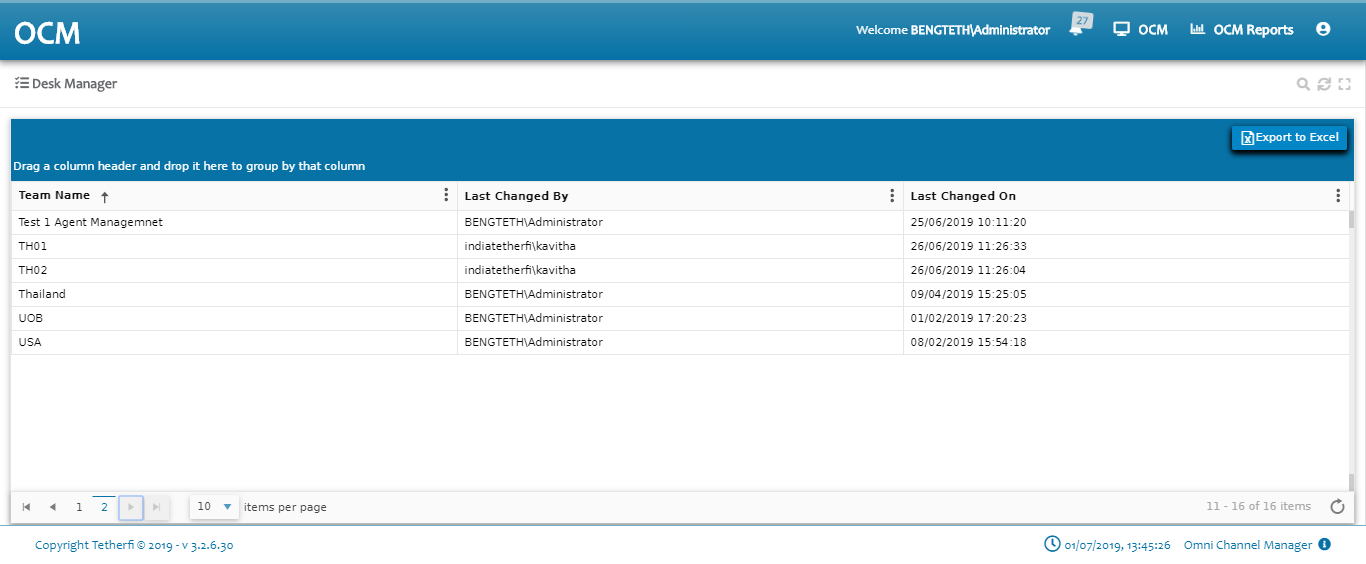 OCM
Welcome BENGTETH\Administrator
27
OCM
OCM Reports
Desk Manager
Export to Excel
Drag a column header and drop it here to group by that column
Team Name Last Changed By Last Changed On
Test 1 Agent Managemnet BENGTETH\Administrator 25/06/2019 10:11:20
TH01 indiatetherfi\kavitha 26/06/2019 11:26:33
TH02 indiatetherfi\kavitha 26/06/2019 11:26:04
Thailand BENGTETH\Administrator 09/04/2019 15:25:05
UOB BENGTETH\Administrator 01/02/2019 17:20:23
USA BENGTETH\Administrator 08/02/2019 15:54:18
1 2 10 items per page 11 - 16 of 16 items
Copyright Tetherfi © 2019 - v 3.2.6.30 01/07/2019, 13:45:26 Omni Channel Manager